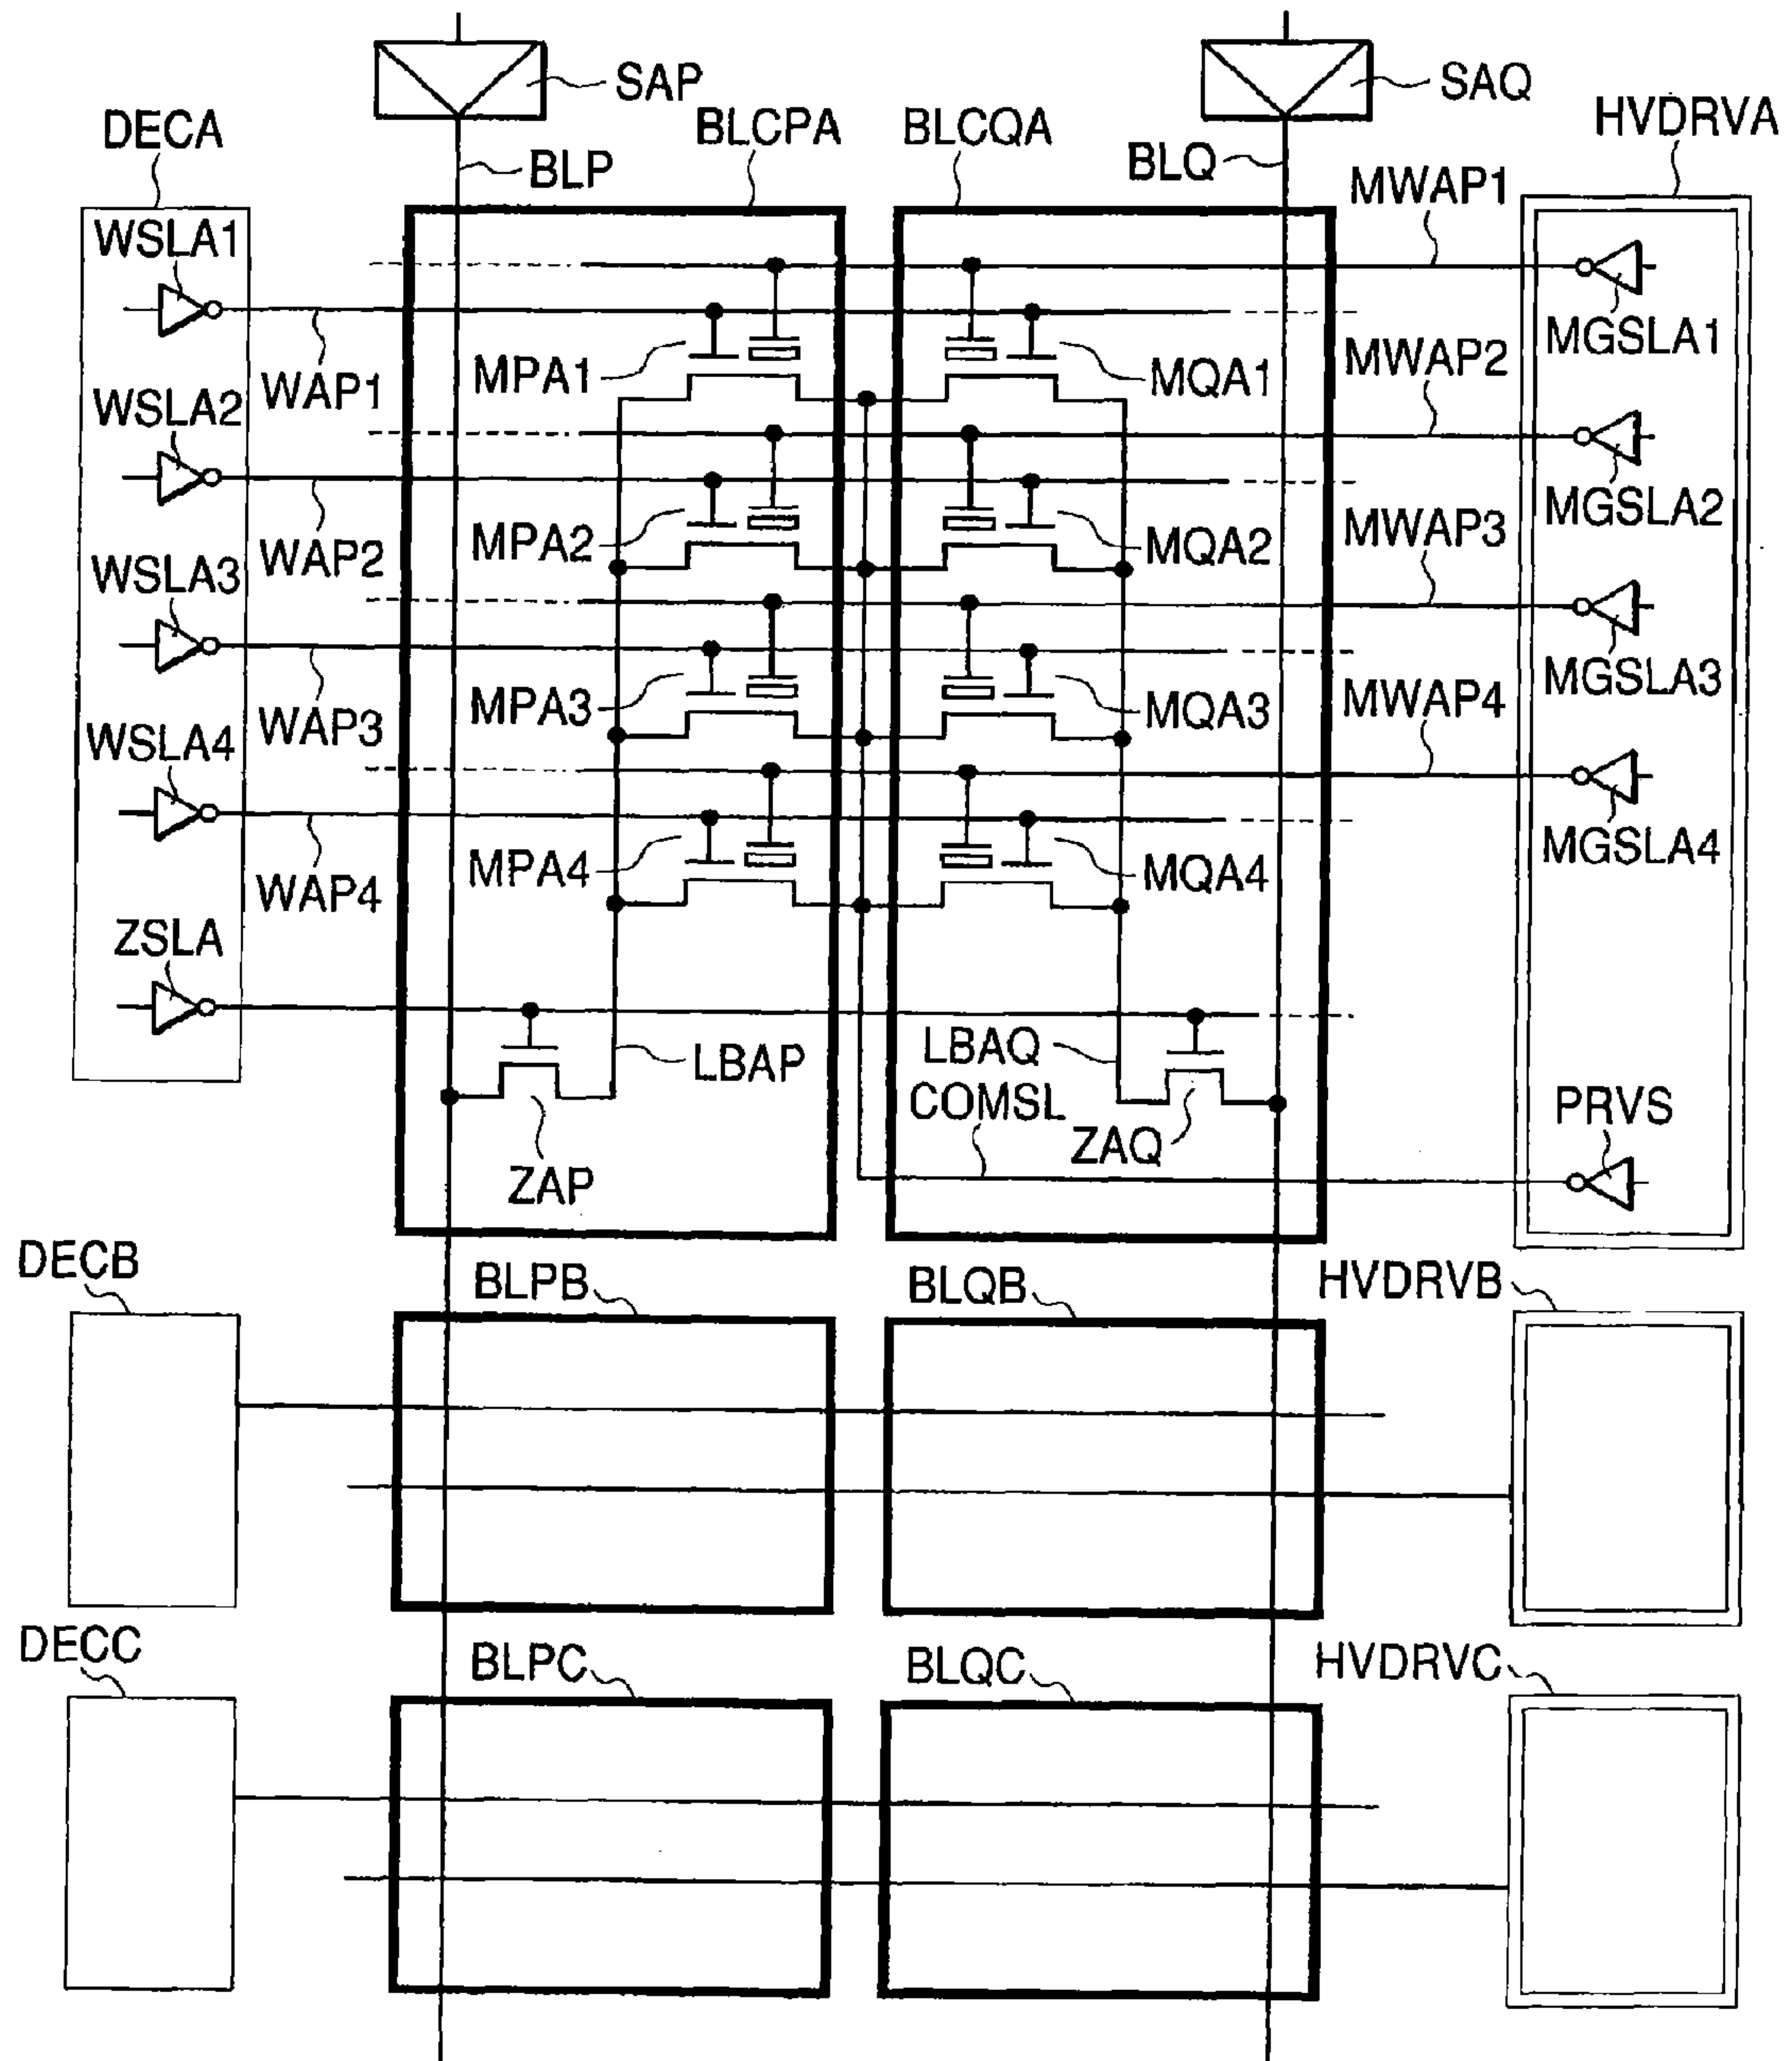 SAP
SAQ
DECA
BLCPA
BLCQA
HVDRVA
BLP
BLQ
MWAP1
WSLA1
MGSLA1
WAP1
MPA1
MQA1
MWAP2
WSLA2
MGSLA2
WAP2
MPA2
MQA2
MWAP3
WSLA3
MGSLA3
WAP3
MPA3
MQA3
MWAP4
WSLA4
MGSLA4
WAP4
MPA4
MQA4
ZSLA
LBAP
LBAQ
COMSL
PRVS
ZAP
ZAQ
DECB
BLPB
BLQB
HVDRVB
DECC
BLPC
BLQC
HVDRVC